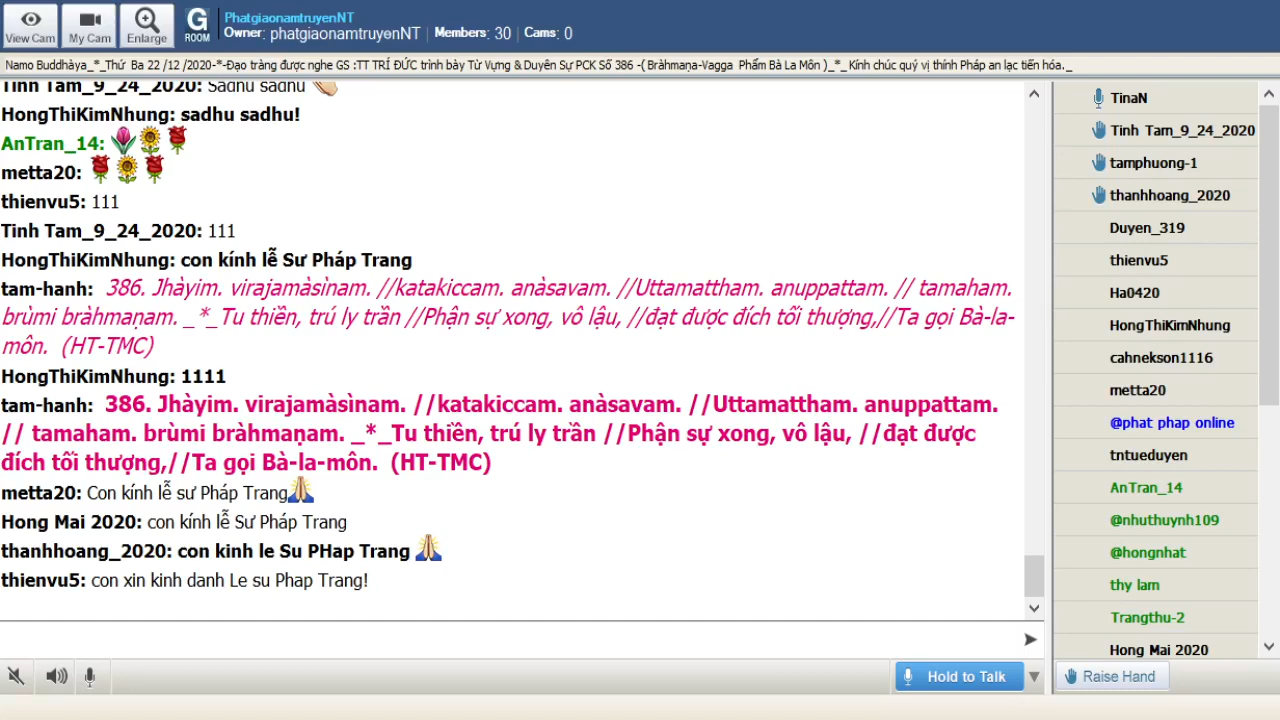 View Cam
My Cam
Enlarge
G
ROOM
PhatgiaonamtruyenNT
Owner: phatgiaonamtruyenNT | Members: 30 | Cams: 0
Namo Buddhàya_*_Thứ Ba 22 /12 /2020-*-Đạo tràng được nghe GS :TT TRÍ ĐỨC trình bày Từ Vựng & Duyên Sự PCK Số 386 -( Bràhmaṇa-Vagga Phẩm Bà La Môn )_*_ Kính chúc quý vị thính Pháp an lạc tiến hóa._
Tinh Tam_9_24_2020: Sadhu sadhu
HongThiKimNhung: sadhu sadhu!
AnTran_14:
metta20:
thienvu5: 111
Tinh Tam_9_24_2020: 111
HongThiKimNhung: con kính lễ Sư Pháp Trang
tam-hanh: 386. Jhàyim. virajamàsìnam. //katakiccam. anàsavam. //Uttamattham. anuppattam. // tamaham.
brùmi bràhmaṇam. _*_Tu thiền, trú ly trần //Phận sự xong, vô lậu, //đạt được đích tối thượng,//Ta gọi Bà-la-
môn. (HT-TMC)
HongThiKimNhung: 1111
tam-hanh: 386. Jhàyim. virajamàsìnam. //katakiccam. anàsavam. //Uttamattham. anuppattam.
// tamaham. brùmi bràhmaṇam. _*_Tu thiền, trú ly trần //Phận sự xong, vô lậu, //đạt được
đích tối thượng,//Ta gọi Bà-la-môn. (HT-TMC)
metta20: Con kính lễ sư Pháp Trang
Hong Mai 2020: con kính lễ Sư Pháp Trang
thanhhoang_2020: con kinh le Su PHap Trang
thienvu5: con xin kinh danh Le su Phap Trang!
Hold to Talk
TinaN
Tinh Tam_9_24_2020
tamphuong-1
thanhhoang_2020
Duyen_319
thienvu5
Ha0420
HongThiKimNhung
cahnekson1116
metta20
@phat phap online
tntueduyen
AnTran_14
@nhuthuynh109
@hongnhat
thy lam
Trangthu-2
Hong Mai 2020
Raise Hand